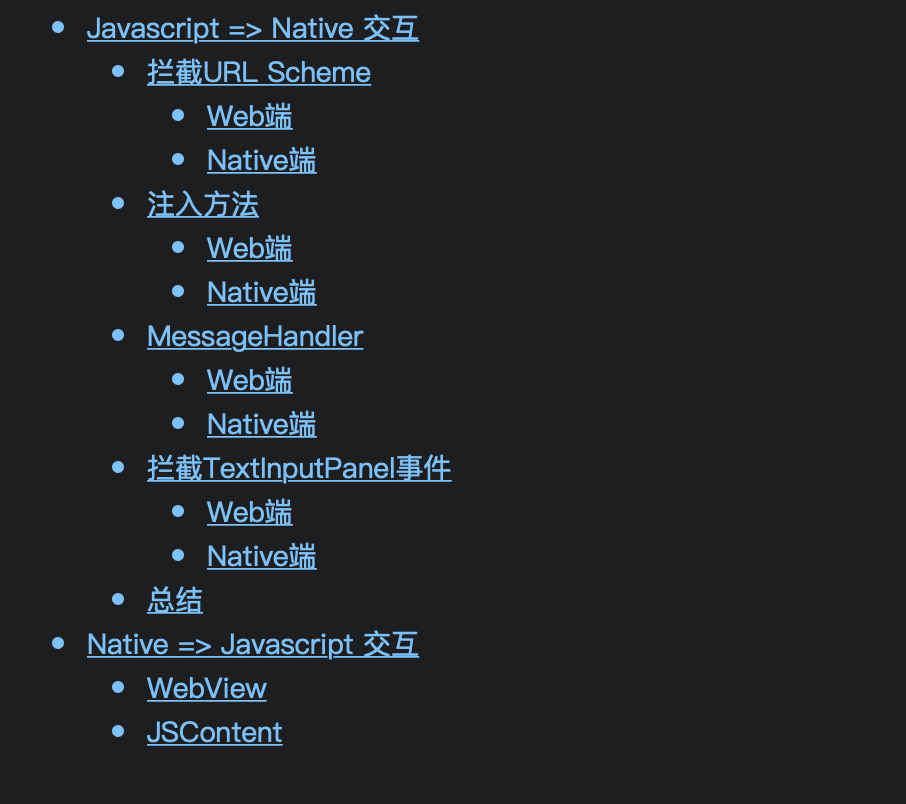 Javascript => Native 交互
拦截URL Scheme
Web端
Native端
注入方法
Web端
Native端
MessageHandler
Web端
Native端
拦截TextInputPanel事件
Web端
Native端
总结
Native => Javascript 交互
WebView
JSContent